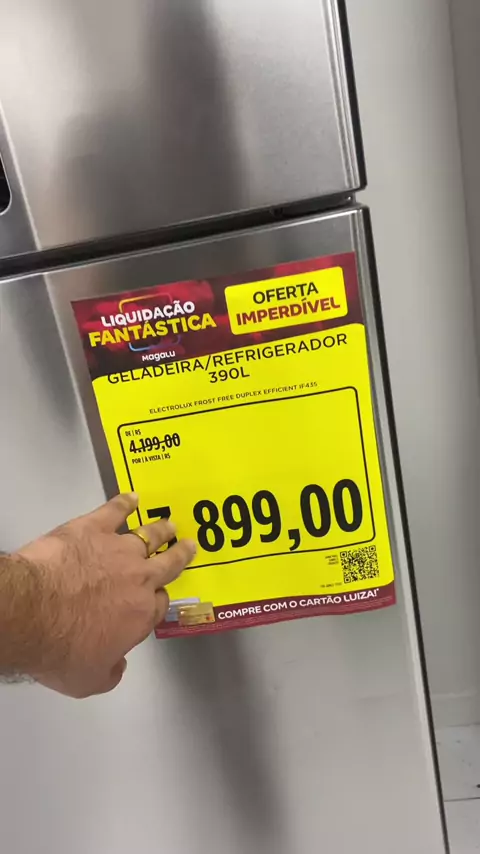 LIQUIDAÇÃO
FANTÁSTICA
Magalu
OFERTA
IMPERDÍVEL
GELADEIRA/REFRIGERADOR
390L
ELECTROLUX FROST FREE DUPLEX EFFICIENT IF43S
DE | R$
4.199,00
POR | À VISTA | R$
899,00
COMPRE COM O CARTÃO LUIZA!*